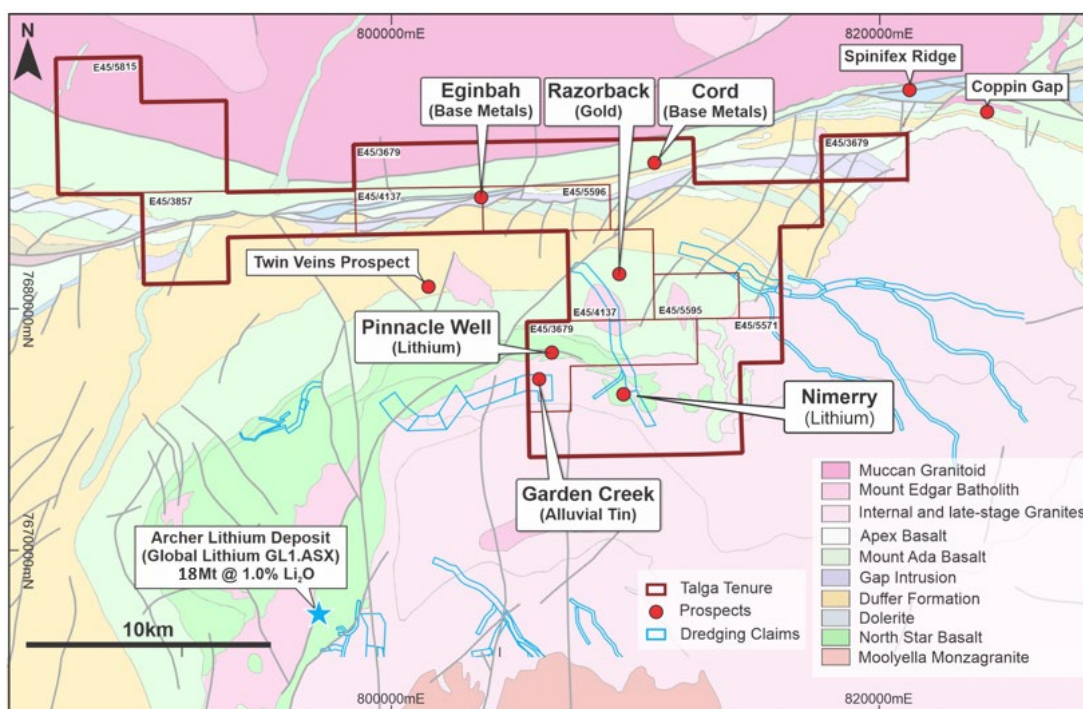 N
800000mE
820000mE
E45/5815
Spinifex Ridge
Coppin Gap
Eginbah
(Base Metals)
Razorback
(Gold)
Cord
(Base Metals)
E45/3679
E45/3679
E45/3857
E45/4137
E45/5596
Twin Veins Prospect
7680000mN
E45/4137
E45/5595
E45/5571
Pinnacle Well
(Lithium)
E45/3679
Nimerry
(Lithium)
Garden Creek
(Alluvial Tin)
7670000mN
Archer Lithium Deposit
(Global Lithium GL1.ASX)
18Mt @ 1.0% Li₂O
10km
Talga Tenure
Prospects
Dredging Claims
Muccan Granitoid
Mount Edgar Batholith
Internal and late-stage Granites
Apex Basalt
Mount Ada Basalt
Gap Intrusion
Duffer Formation
Dolerite
North Star Basalt
Moolyella Monzagranite
800000mE
820000mE